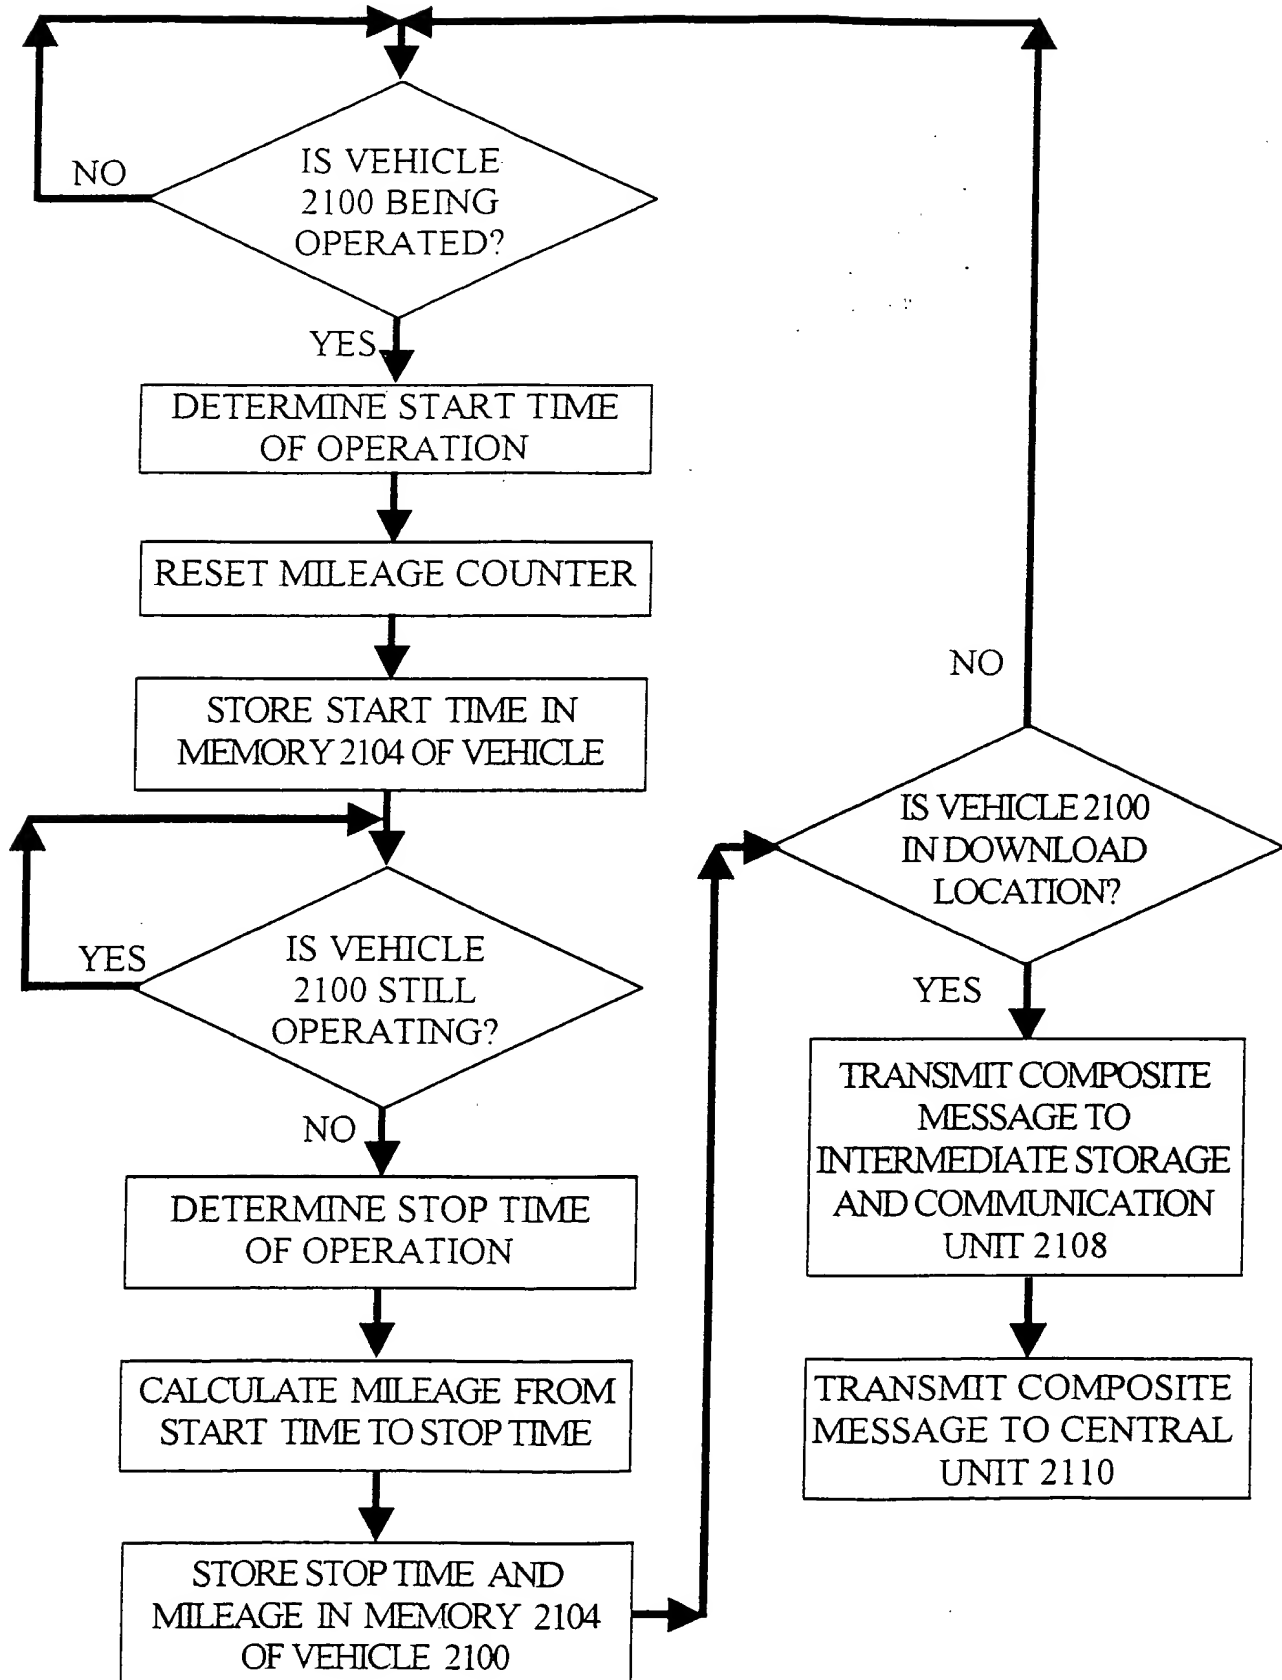 IS VEHICLE
2100 BEING
OPERATED?
NO
YES
DETERMINE START TIME
OF OPERATION
RESET MILEAGE COUNTER
STORE START TIME IN
MEMORY 2104 OF VEHICLE
IS VEHICLE
2100 STILL
OPERATING?
YES
NO
DETERMINE STOP TIME
OF OPERATION
CALCULATE MILEAGE FROM
START TIME TO STOP TIME
STORE STOP TIME AND
MILEAGE IN MEMORY 2104
OF VEHICLE 2100
NO
IS VEHICLE 2100
IN DOWNLOAD
LOCATION?
YES
TRANSMIT COMPOSITE
MESSAGE TO
INTERMEDIATE STORAGE
AND COMMUNICATION
UNIT 2108
TRANSMIT COMPOSITE
MESSAGE TO CENTRAL
UNIT 2110